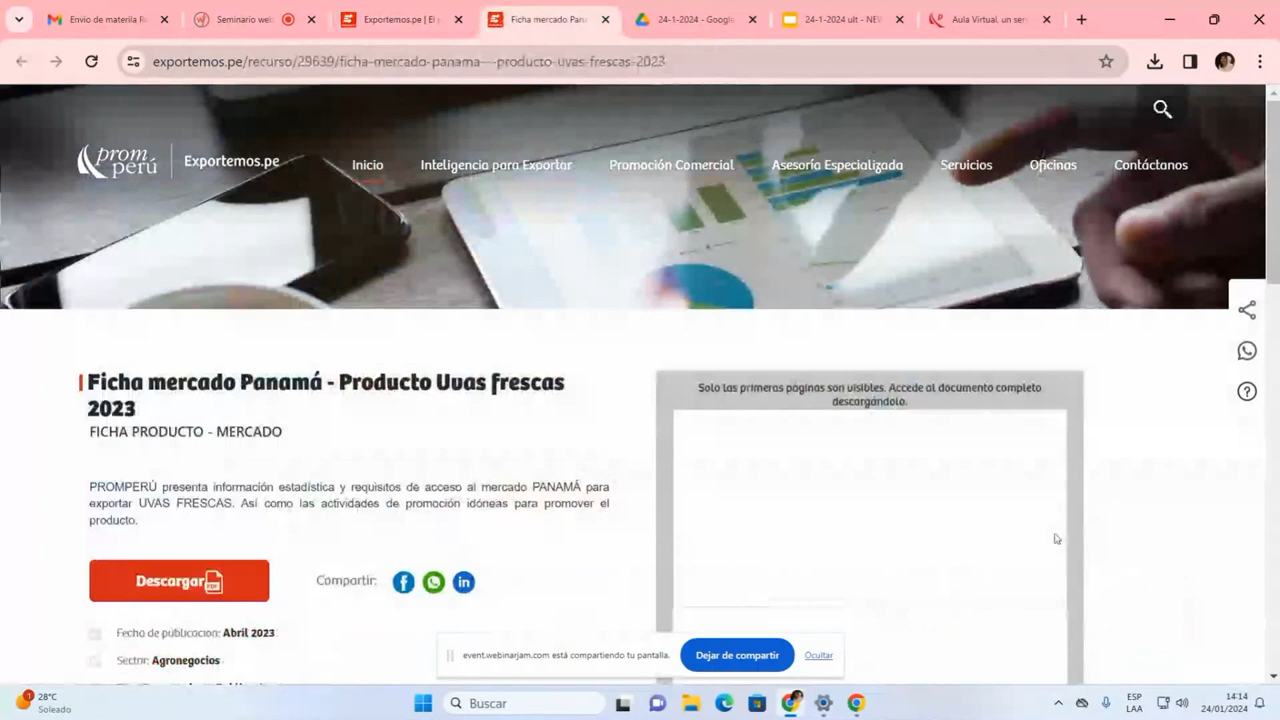 Envio de materila R
Seminario web
Exportemos.pe | El p
Ficha mercado Pana
24-1-2024 - Google
24-1-2024 ult - NEW
Aula Virtual, un ser
exportemos.pe/recurso/29639/ficha-mercado-panama---producto-uvas-frescas-2023
prom
perú
Exportemos.pe
Inicio
Inteligencia para Exportar
Promoción Comercial
Asesoría Especializada
Servicios
Oficinas
Contáctanos
Ficha mercado Panamá - Producto Uvas frescas
2023
FICHA PRODUCTO - MERCADO
PROMPERÚ presenta información estadística y requisitos de acceso al mercado PANAMÁ para
exportar UVAS FRESCAS. Así como las actividades de promoción idóneas para promover el
producto.
Descargar
Compartir:
Fecha de publicación: Abril 2023
Sector: Agronegocios
Solo las primeras páginas son visibles. Accede al documento completo
descargándolo.
event.webinarjam.com está compartiendo tu pantalla.
Dejar de compartir
Ocultar
28°C
Soleado
Buscar
ESP
LAA
14:14
24/01/2024